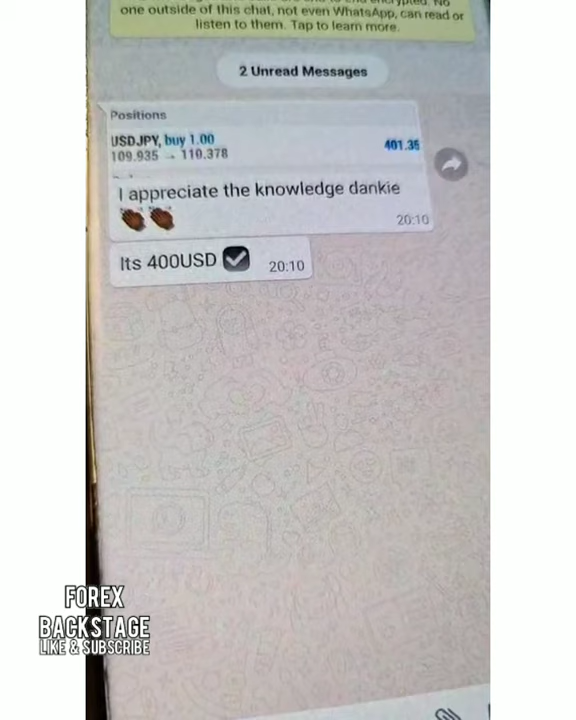 one outside of this chat, not even WhatsApp, can read or
listen to them. Tap to learn more.
2 Unread Messages
Positions
USDJPY, buy 1.00
109.935 → 110.378
401.35
I appreciate the knowledge dankie
👏🏾👏🏾
20:10
Its 400USD ✔
20:10
FOREX
BACKSTAGE
LIKE & SUBSCRIBE